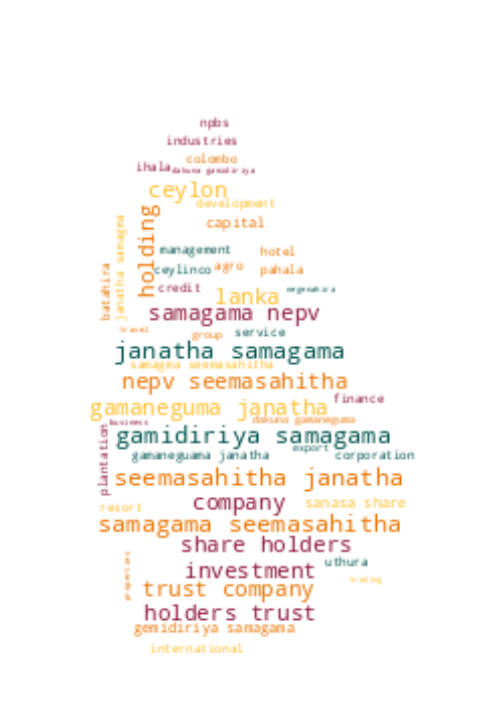 npbs
industries
colombo
ihala dakuna gamidiriya
ceylon
development
holding
capital
janatha samagma
batahira
management
hotel
ceylinco agro pahala
credit
negenahira
lanka
samagama nepv
travel
group service
janatha samagama
samagma seemasahitha
nepv seemasahitha
finance
gamaneguma janatha
dakuna gamaneguma
business
gamidiriya samagama
export
gamaneguama janatha corporation
plantation
seemasahitha janatha
company sanasa share
resort
samagama seemasahitha
share holders
uthura
investment
trading
properties
trust company
holders trust
gemidiriya samagama
international